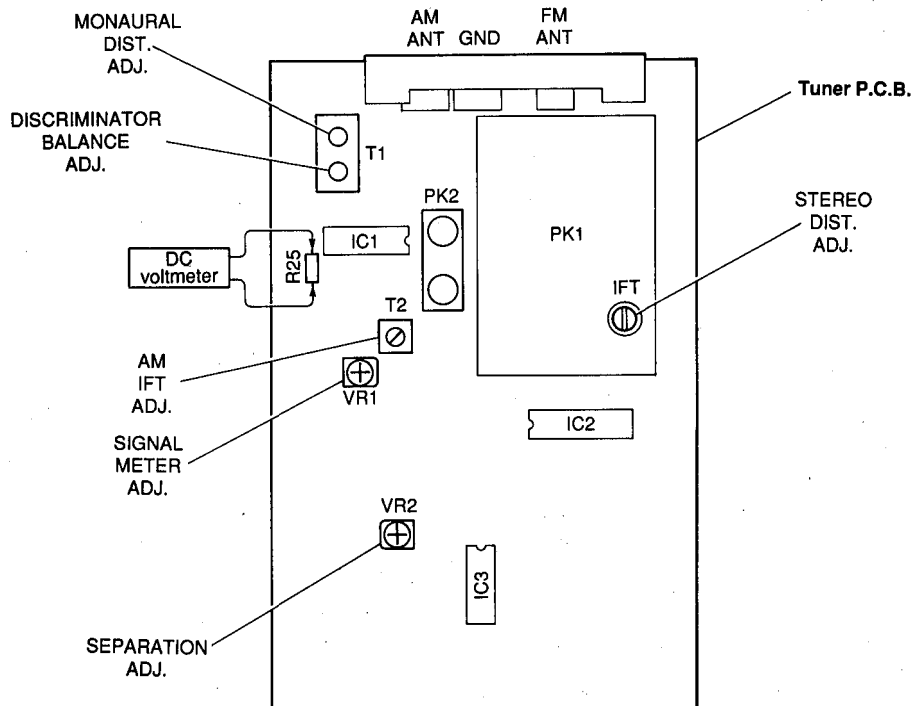 MONAURAL
DIST.
ADJ.
AM
ANT
GND
FM
ANT
Tuner P.C.B.
DISCRIMINATOR
BALANCE
ADJ.
T1
PK2
PK1
STEREO
DIST.
ADJ.
IC1
DC
voltmeter
R25
IFT
T2
AM
IFT
ADJ.
VR1
IC2
SIGNAL
METER
ADJ.
VR2
IC3
SEPARATION
ADJ.